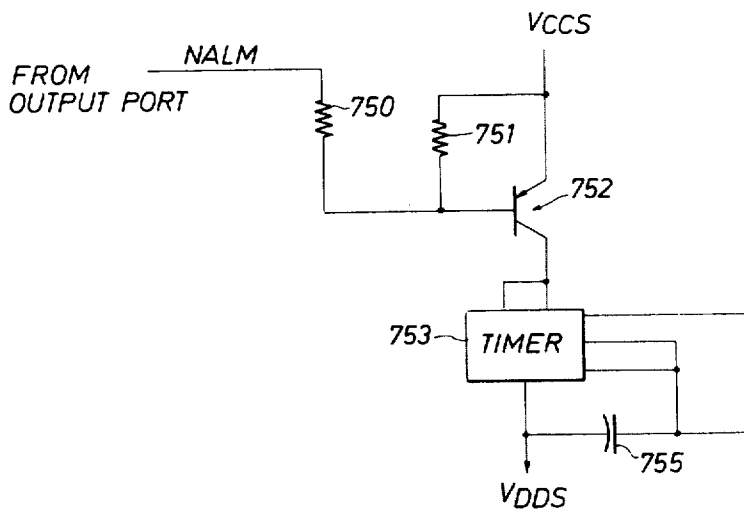 VCCS
NALM
FROM
OUTPUT PORT
750
751
752
753
TIMER
755
VDDS